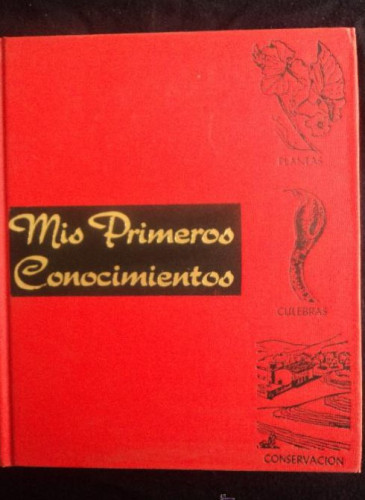 Mis Primeros
Conocimientos
PLANTAS
CULEBRAS
CONSERVACION